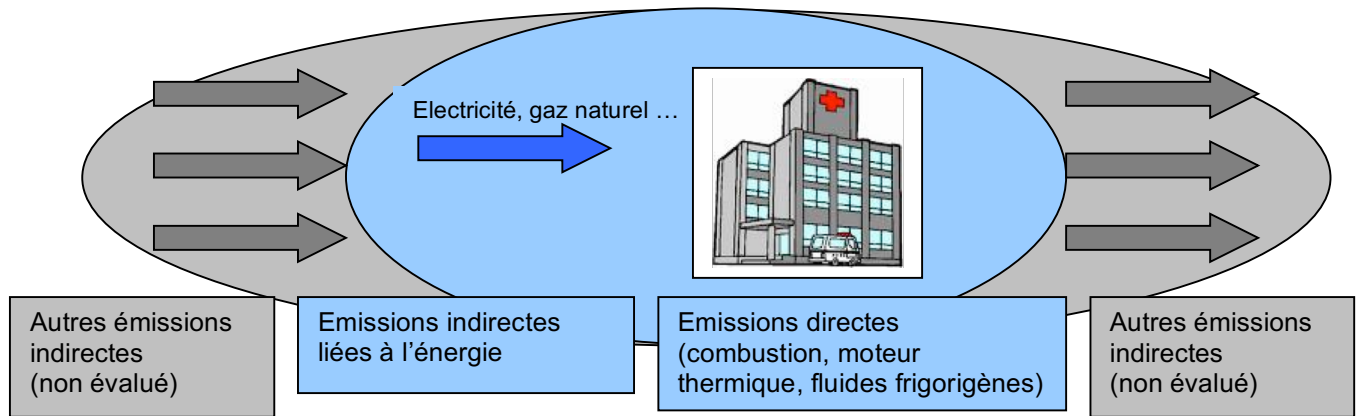 Electricité, gaz naturel …
Autres émissions
indirectes
(non évalué)
Emissions indirectes
liées à l’énergie
Emissions directes
(combustion, moteur
thermique, fluides frigorigènes)
Autres émissions
indirectes
(non évalué)